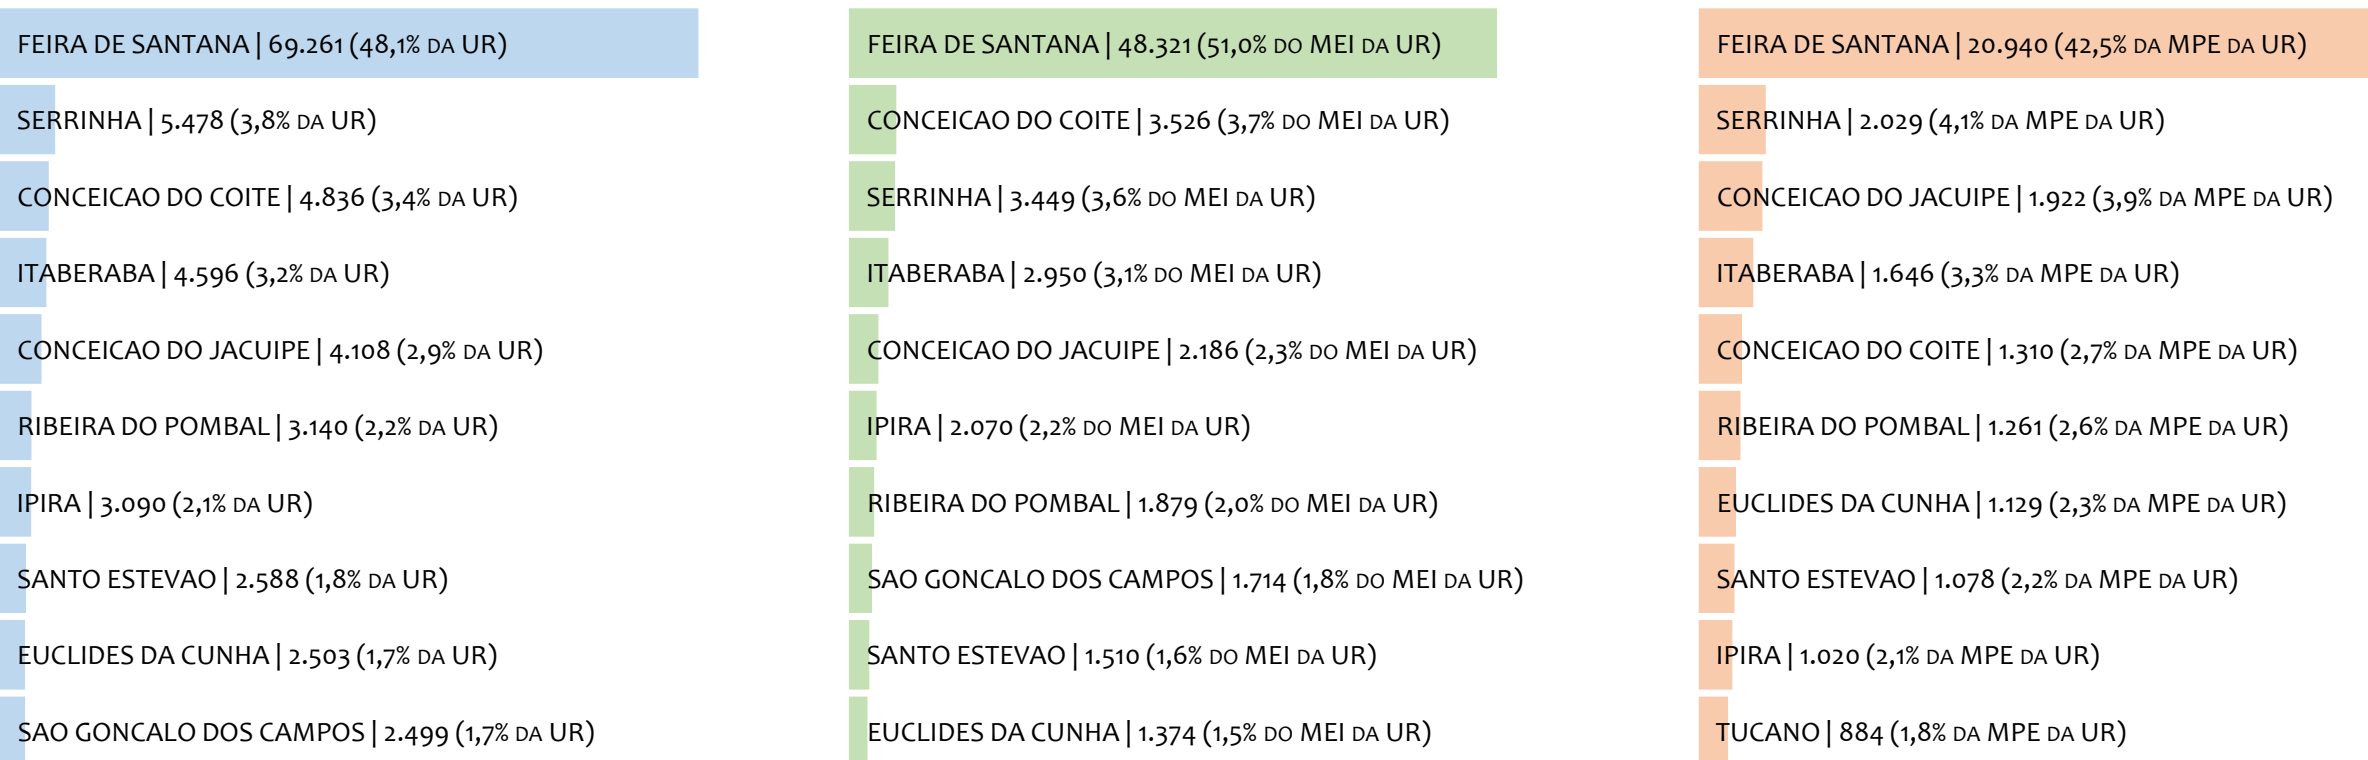 FEIRA DE SANTANA | 69.261 (48,1% DA UR)
SERRINHA | 5.478 (3,8% DA UR)
CONCEICAO DO COITE | 4.836 (3,4% DA UR)
ITABERABA | 4.596 (3,2% DA UR)
CONCEICAO DO JACUIPE | 4.108 (2,9% DA UR)
RIBEIRA DO POMBAL | 3.140 (2,2% DA UR)
IPIRA | 3.090 (2,1% DA UR)
SANTO ESTEVAO | 2.588 (1,8% DA UR)
EUCLIDES DA CUNHA | 2.503 (1,7% DA UR)
SAO GONCALO DOS CAMPOS | 2.499 (1,7% DA UR)
FEIRA DE SANTANA | 48.321 (51,0% DO MEI DA UR)
CONCEICAO DO COITE | 3.526 (3,7% DO MEI DA UR)
SERRINHA | 3.449 (3,6% DO MEI DA UR)
ITABERABA | 2.950 (3,1% DO MEI DA UR)
CONCEICAO DO JACUIPE | 2.186 (2,3% DO MEI DA UR)
IPIRA | 2.070 (2,2% DO MEI DA UR)
RIBEIRA DO POMBAL | 1.879 (2,0% DO MEI DA UR)
SAO GONCALO DOS CAMPOS | 1.714 (1,8% DO MEI DA UR)
SANTO ESTEVAO | 1.510 (1,6% DO MEI DA UR)
EUCLIDES DA CUNHA | 1.374 (1,5% DO MEI DA UR)
FEIRA DE SANTANA | 20.940 (42,5% DA MPE DA UR)
SERRINHA | 2.029 (4,1% DA MPE DA UR)
CONCEICAO DO JACUIPE | 1.922 (3,9% DA MPE DA UR)
ITABERABA | 1.646 (3,3% DA MPE DA UR)
CONCEICAO DO COITE | 1.310 (2,7% DA MPE DA UR)
RIBEIRA DO POMBAL | 1.261 (2,6% DA MPE DA UR)
EUCLIDES DA CUNHA | 1.129 (2,3% DA MPE DA UR)
SANTO ESTEVAO | 1.078 (2,2% DA MPE DA UR)
IPIRA | 1.020 (2,1% DA MPE DA UR)
TUCANO | 884 (1,8% DA MPE DA UR)